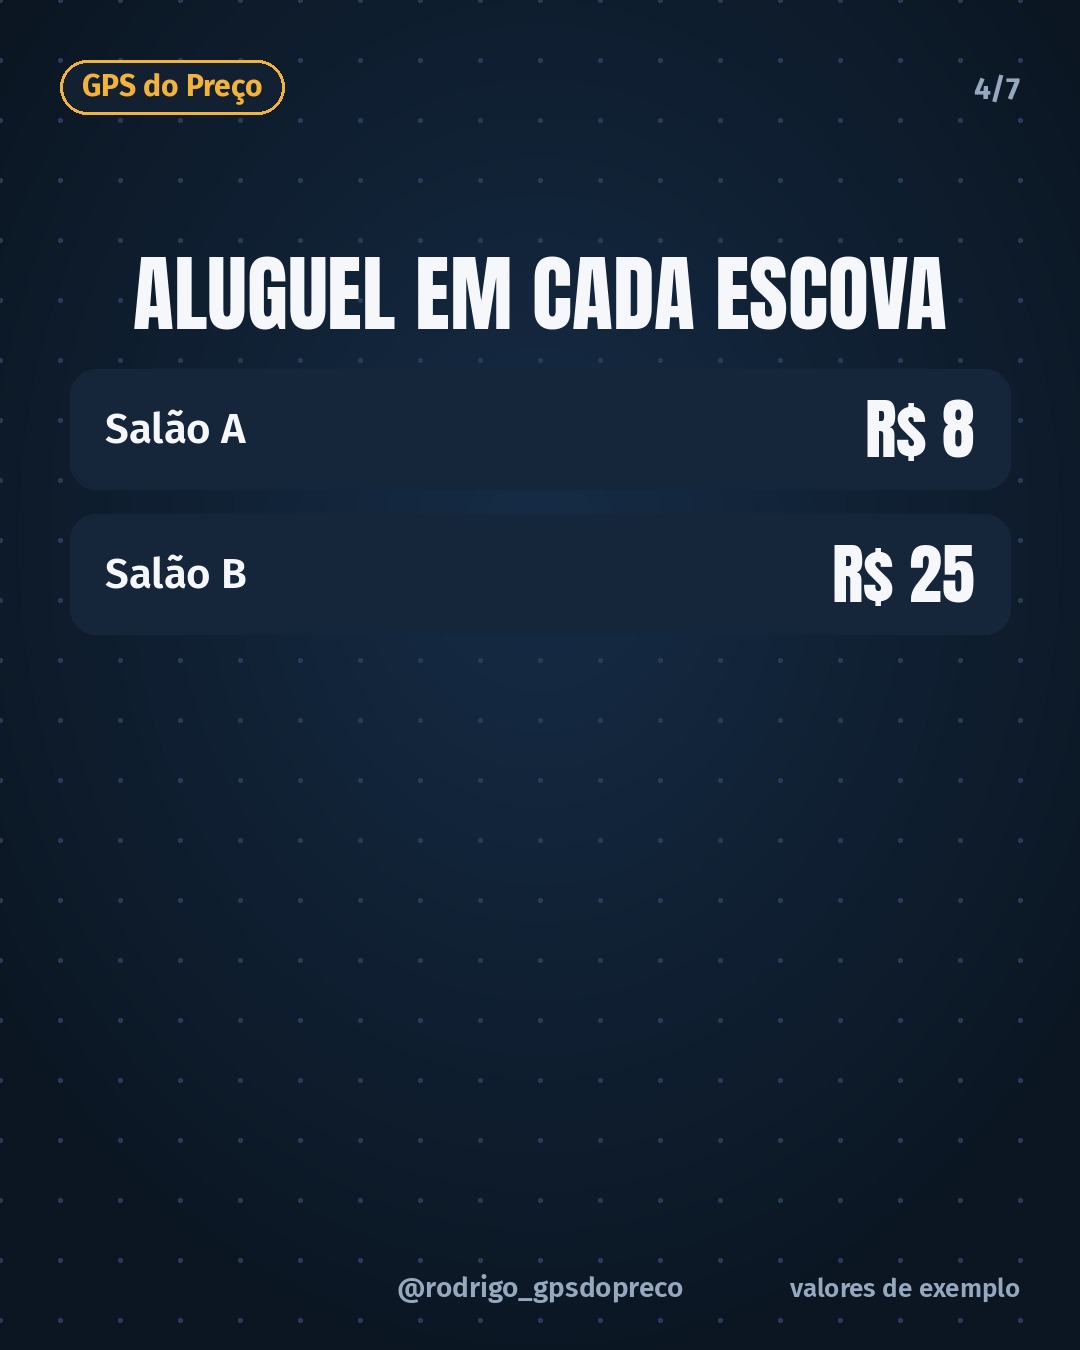 GPS do Preço
4/7
ALUGUEL EM CADA ESCOVA
Salão A
R$ 8
Salão B
R$ 25
@rodrigo_gpsdopreco
valores de exemplo